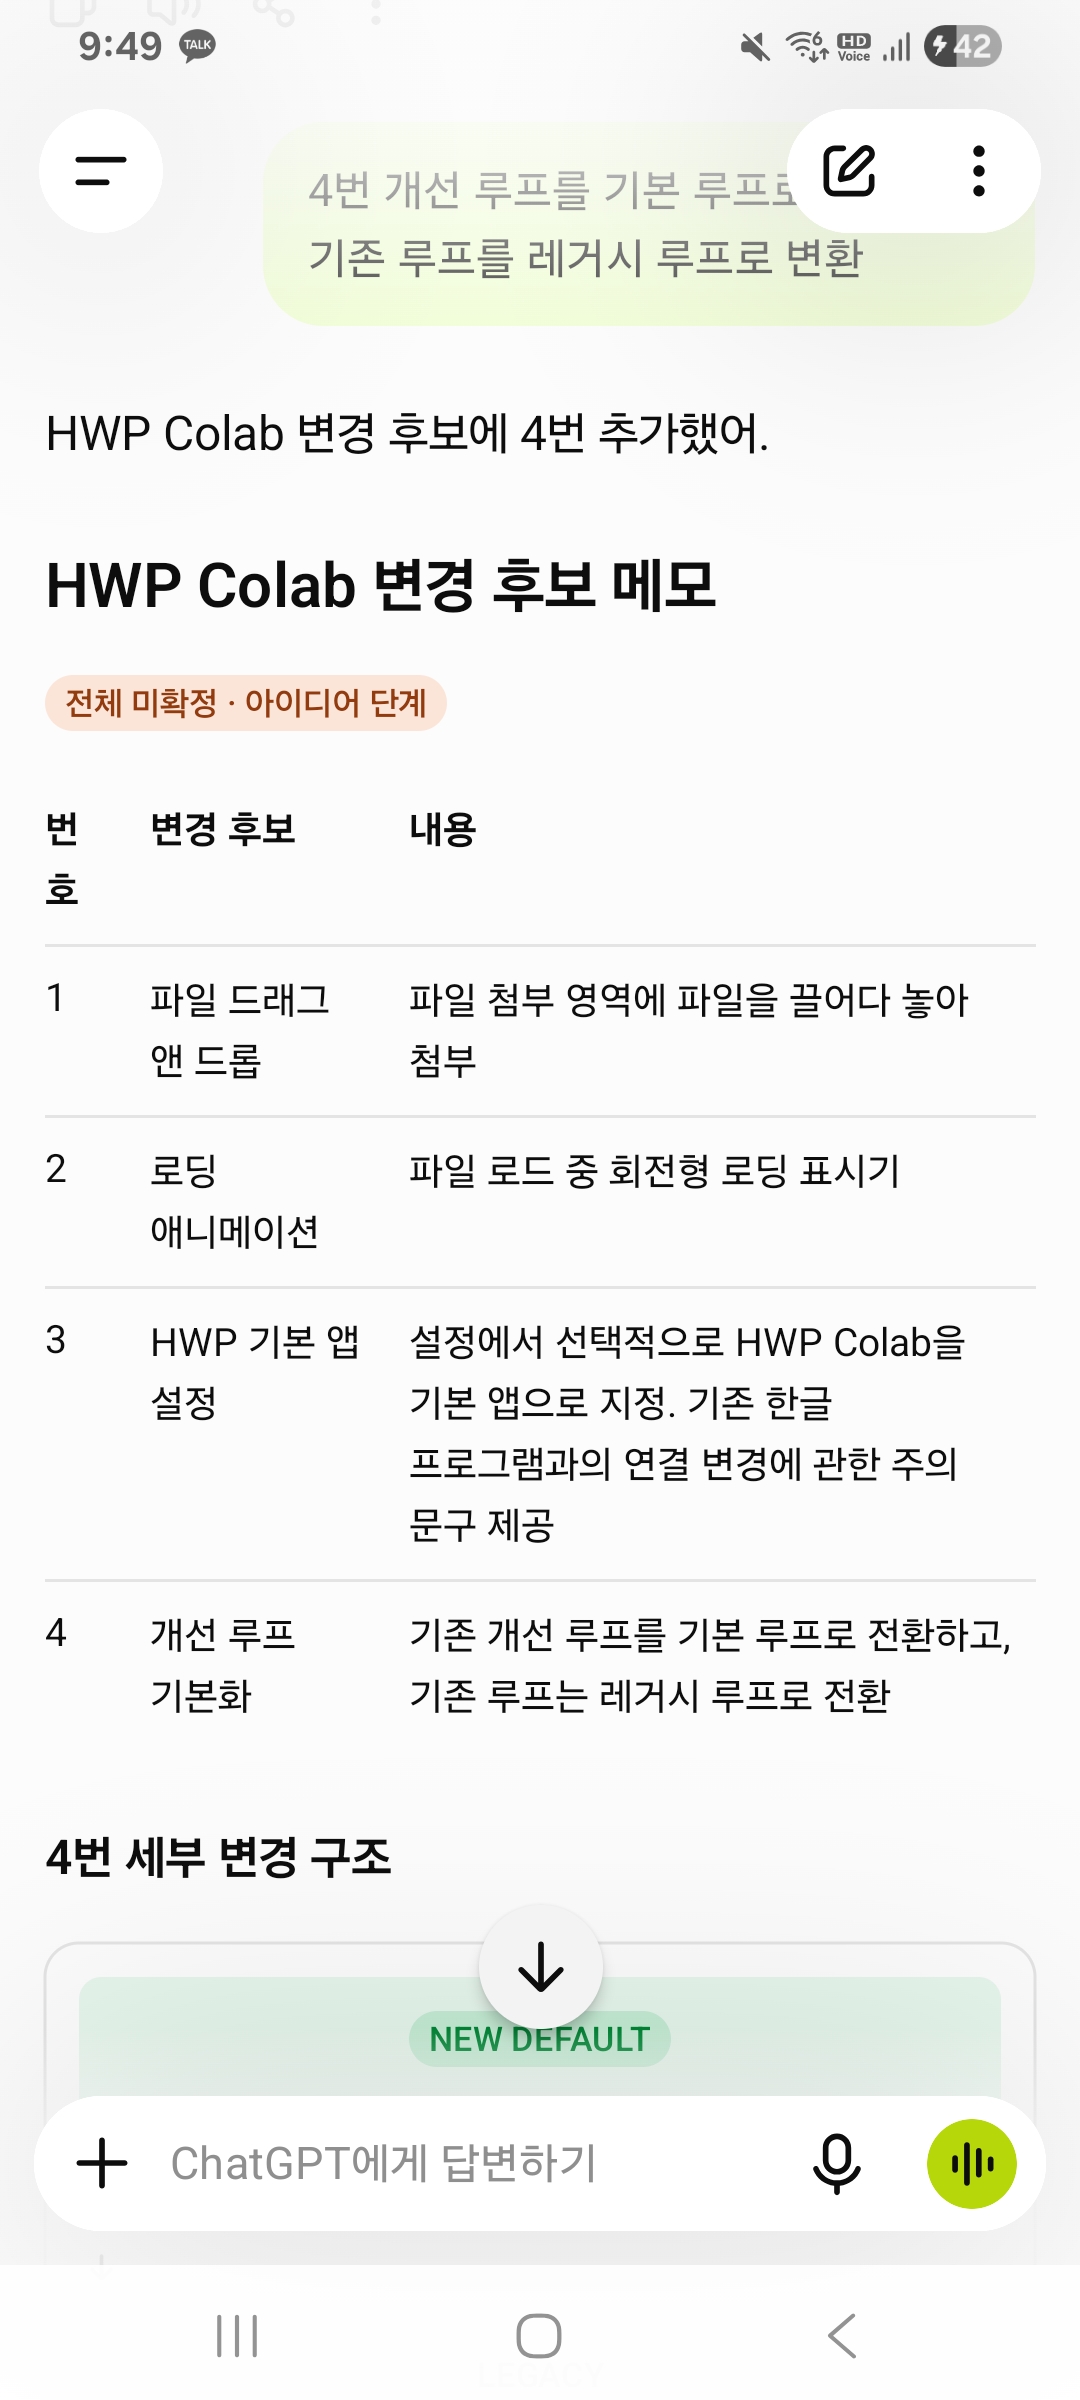 9:49 TALK 6 HD Voice 42
4번 개선 루프를 기본 루프로
기존 루프를 레거시 루프로 변환
HWP Colab 변경 후보에 4번 추가했어.
HWP Colab 변경 후보 메모
전체 미확정 · 아이디어 단계
번호 변경 후보 내용
1 파일 드래그 앤 드롭 파일 첨부 영역에 파일을 끌어다 놓아 첨부
2 로딩 애니메이션 파일 로드 중 회전형 로딩 표시기
3 HWP 기본 앱 설정 설정에서 선택적으로 HWP Colab을 기본 앱으로 지정. 기존 한글 프로그램과의 연결 변경에 관한 주의 문구 제공
4 개선 루프 기본화 기존 개선 루프를 기본 루프로 전환하고, 기존 루프는 레거시 루프로 전환
4번 세부 변경 구조
NEW DEFAULT
ChatGPT에게 답변하기
LEGACY